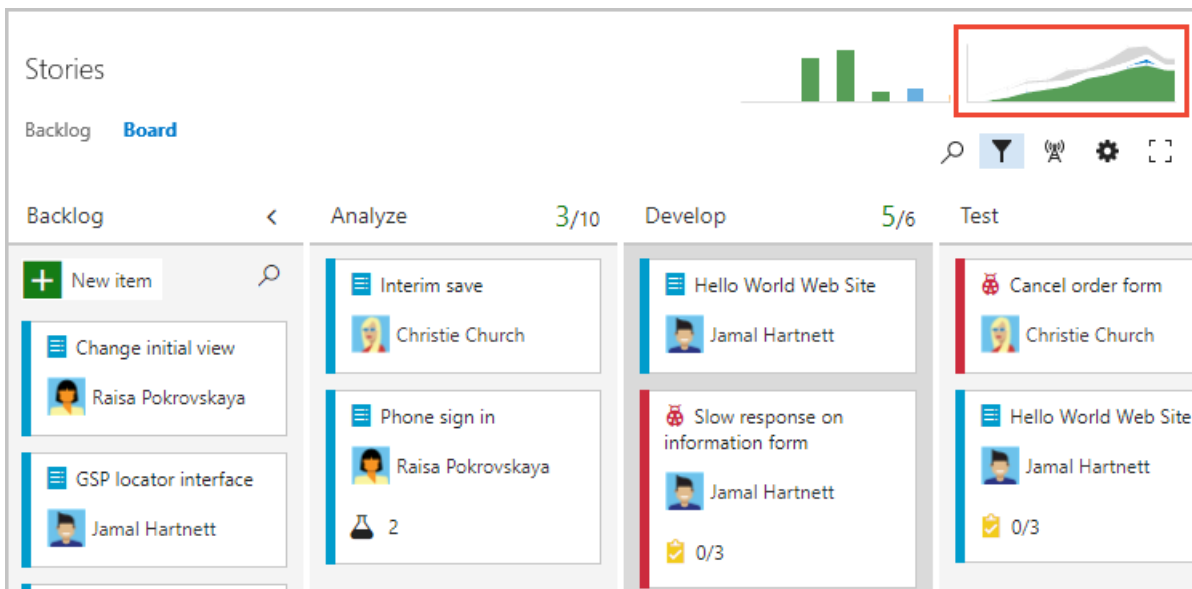 Stories
Backlog
Board
Backlog
Analyze
3/10
Develop
5/6
Test
New item
Change initial view
Raisa Pokrovskaya
GSP locator interface
Jamal Hartnett
Interim save
Christie Church
Phone sign in
Raisa Pokrovskaya
2
Hello World Web Site
Jamal Hartnett
Slow response on
information form
Jamal Hartnett
0/3
Cancel order form
Christie Church
Hello World Web Site
Jamal Hartnett
0/3